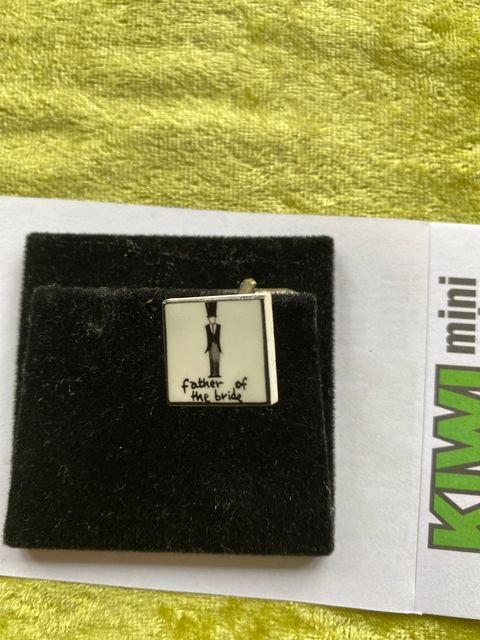 father of
the bride
KIWI mini